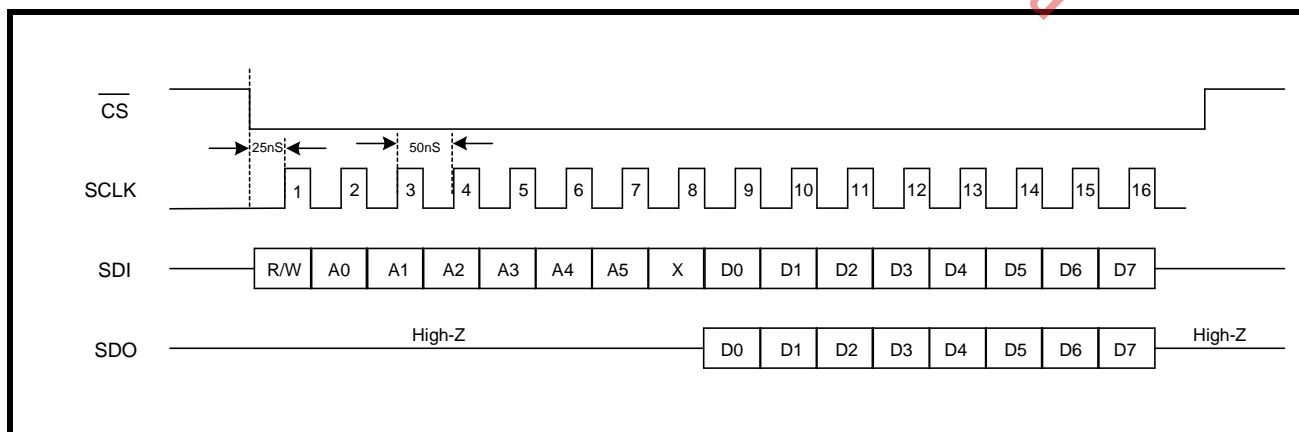 CS
25nS 50nS
SCLK 1 2 3 4 5 6 7 8 9 10 11 12 13 14 15 16
SDI R/W A0 A1 A2 A3 A4 A5 X D0 D1 D2 D3 D4 D5 D6 D7
High-Z High-Z
SDO D0 D1 D2 D3 D4 D5 D6 D7